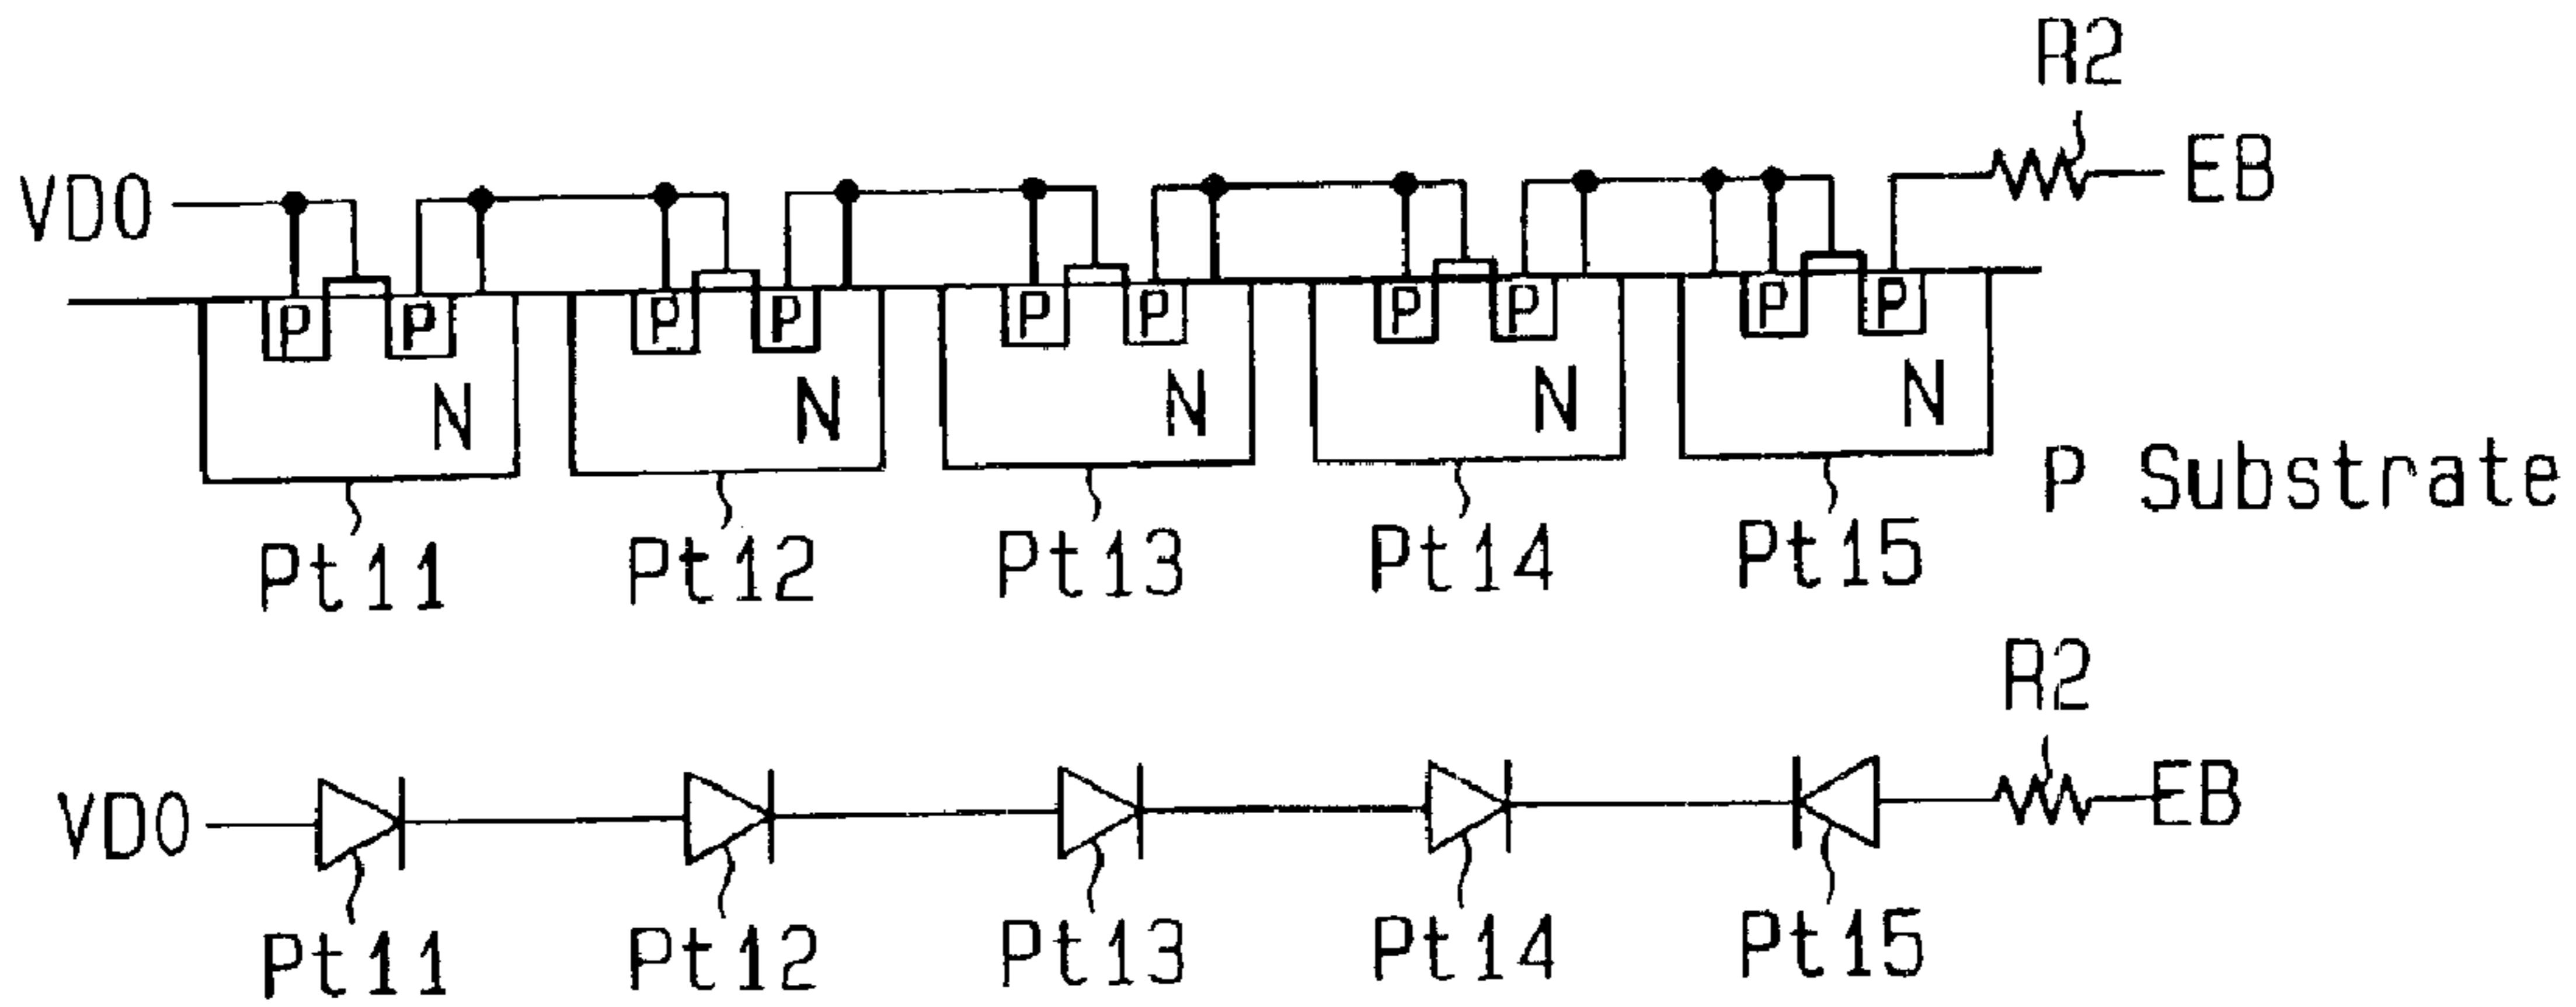 R2
VD0 EB
P P P P P P P P P P
N N N N N
P Substrate
Pt11 Pt12 Pt13 Pt14 Pt15
R2
VD0 EB
Pt11 Pt12 Pt13 Pt14 Pt15